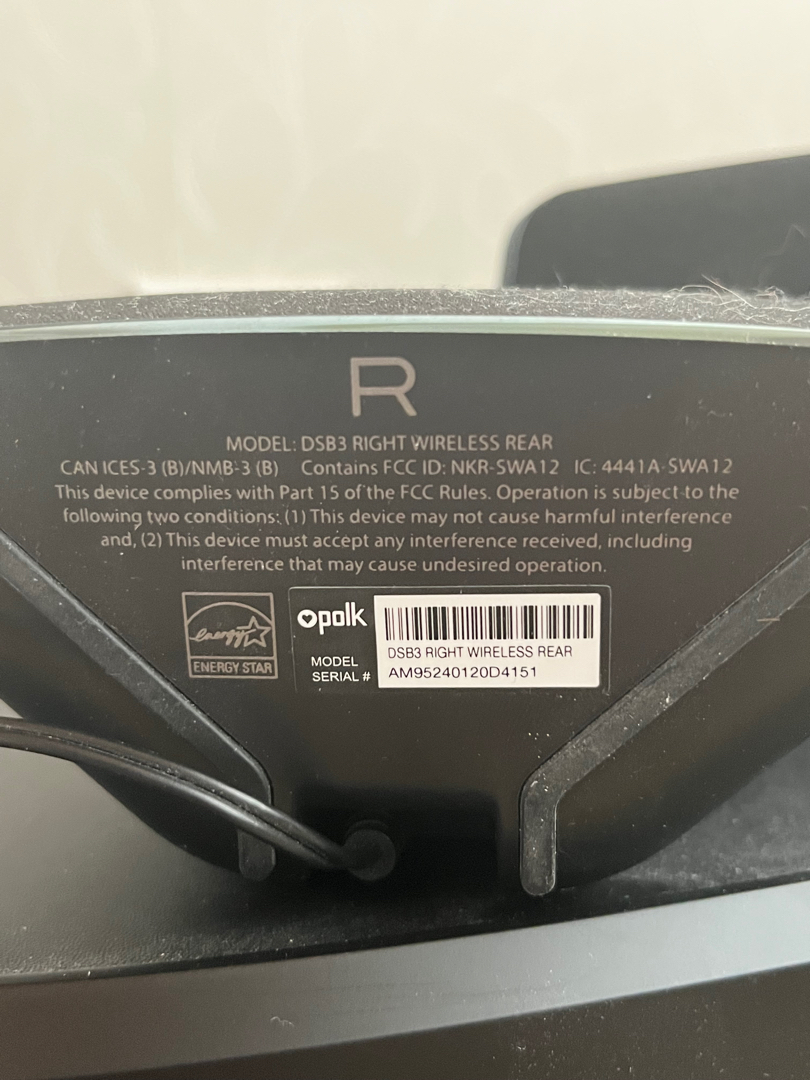 R
MODEL: DSB3 RIGHT WIRELESS REAR
CAN ICES-3 (B)/NMB-3 (B) Contains FCC ID: NKR-SWA12 IC: 4441A-SWA12
This device complies with Part 15 of the FCC Rules. Operation is subject to the
following two conditions: (1) This device may not cause harmful interference
and, (2) This device must accept any interference received, including
interference that may cause undesired operation.
energy
ENERGY STAR
polk
MODEL
SERIAL #
DSB3 RIGHT WIRELESS REAR
AM95240120D4151